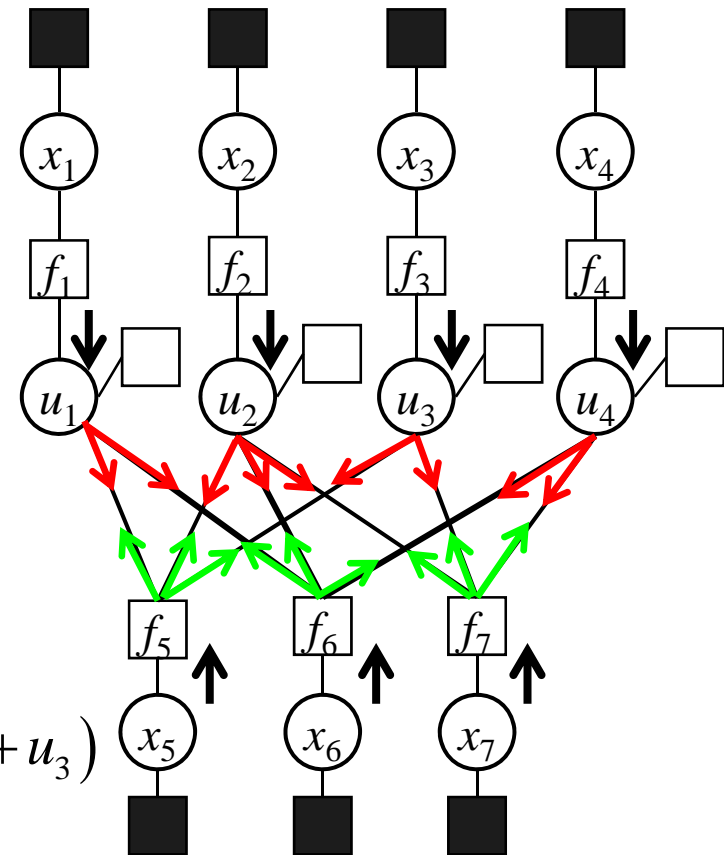 x₁ x₂ x₃ x₄
f₁ f₂ f₃ f₄
u₁ u₂ u₃ u₄
f₅ f₆ f₇
+ u₃) x₅ x₆ x₇